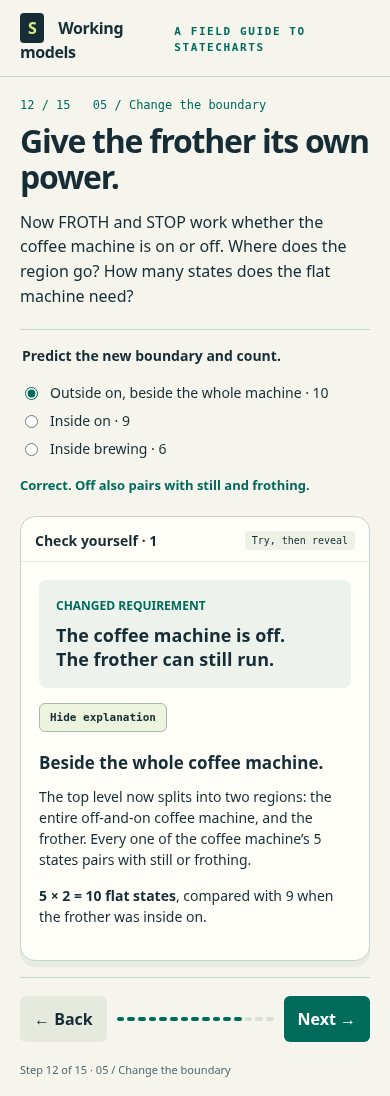 S Working models
A FIELD GUIDE TO STATECHARTS
12 / 15 05 / Change the boundary
Give the frother its own
power.
Now FROTH and STOP work whether the
coffee machine is on or off. Where does the
region go? How many states does the flat
machine need?
Predict the new boundary and count.
Outside on, beside the whole machine · 10
Inside on · 9
Inside brewing · 6
Correct. Off also pairs with still and frothing.
Check yourself · 1
Try, then reveal
CHANGED REQUIREMENT
The coffee machine is off.
The frother can still run.
Hide explanation
Beside the whole coffee machine.
The top level now splits into two regions: the
entire off-and-on coffee machine, and the
frother. Every one of the coffee machine’s 5
states pairs with still or frothing.
5 × 2 = 10 flat states, compared with 9 when
the frother was inside on.
← Back
Next →
Step 12 of 15 · 05 / Change the boundary